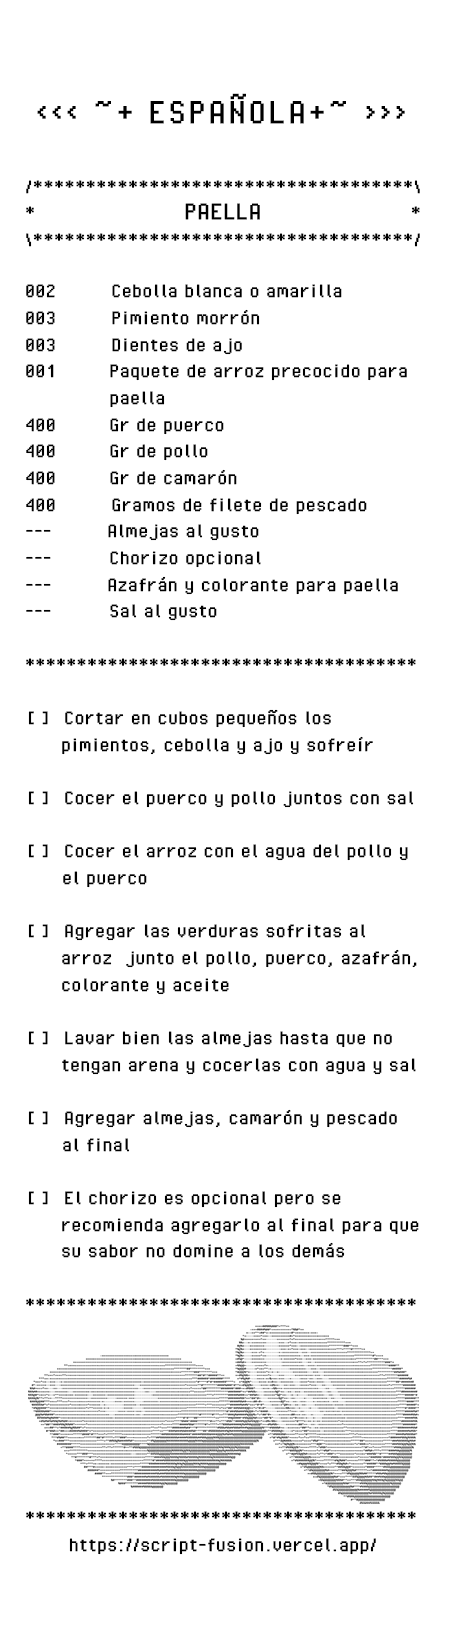 <<< ~+ ESPAÑOLA+~ >>>
/************************************\
* PAELLA *
\************************************/
002 Cebolla blanca o amarilla
003 Pimiento morrón
003 Dientes de ajo
001 Paquete de arroz precocido para
paella
400 Gr de puerco
400 Gr de pollo
400 Gr de camarón
400 Gramos de filete de pescado
--- Almejas al gusto
--- Chorizo opcional
--- Azafrán y colorante para paella
--- Sal al gusto
**************************************
[ ] Cortar en cubos pequeños los
pimientos, cebolla y ajo y sofreír
[ ] Cocer el puerco y pollo juntos con sal
[ ] Cocer el arroz con el agua del pollo y
el puerco
[ ] Agregar las verduras sofritas al
arroz  junto el pollo, puerco, azafrán,
colorante y aceite
[ ] Lavar bien las almejas hasta que no
tengan arena y cocerlas con agua y sal
[ ] Agregar almejas, camarón y pescado
al final
[ ] El chorizo es opcional pero se
recomienda agregarlo al final para que
su sabor no domine a los demás
**************************************
**************************************
https://script-fusion.vercel.app/